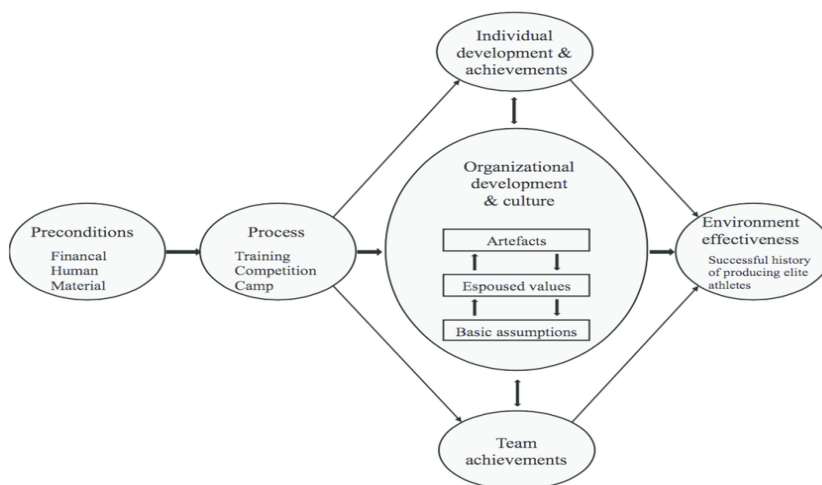 Individual
development &
achievements
Organizational
development
& culture
Artefacts
Espoused values
Basic assumptions
Preconditions
Financal
Human
Material
Process
Training
Competition
Camp
Environment
effectiveness
Successful history
of producing elite
athletes
Team
achievements